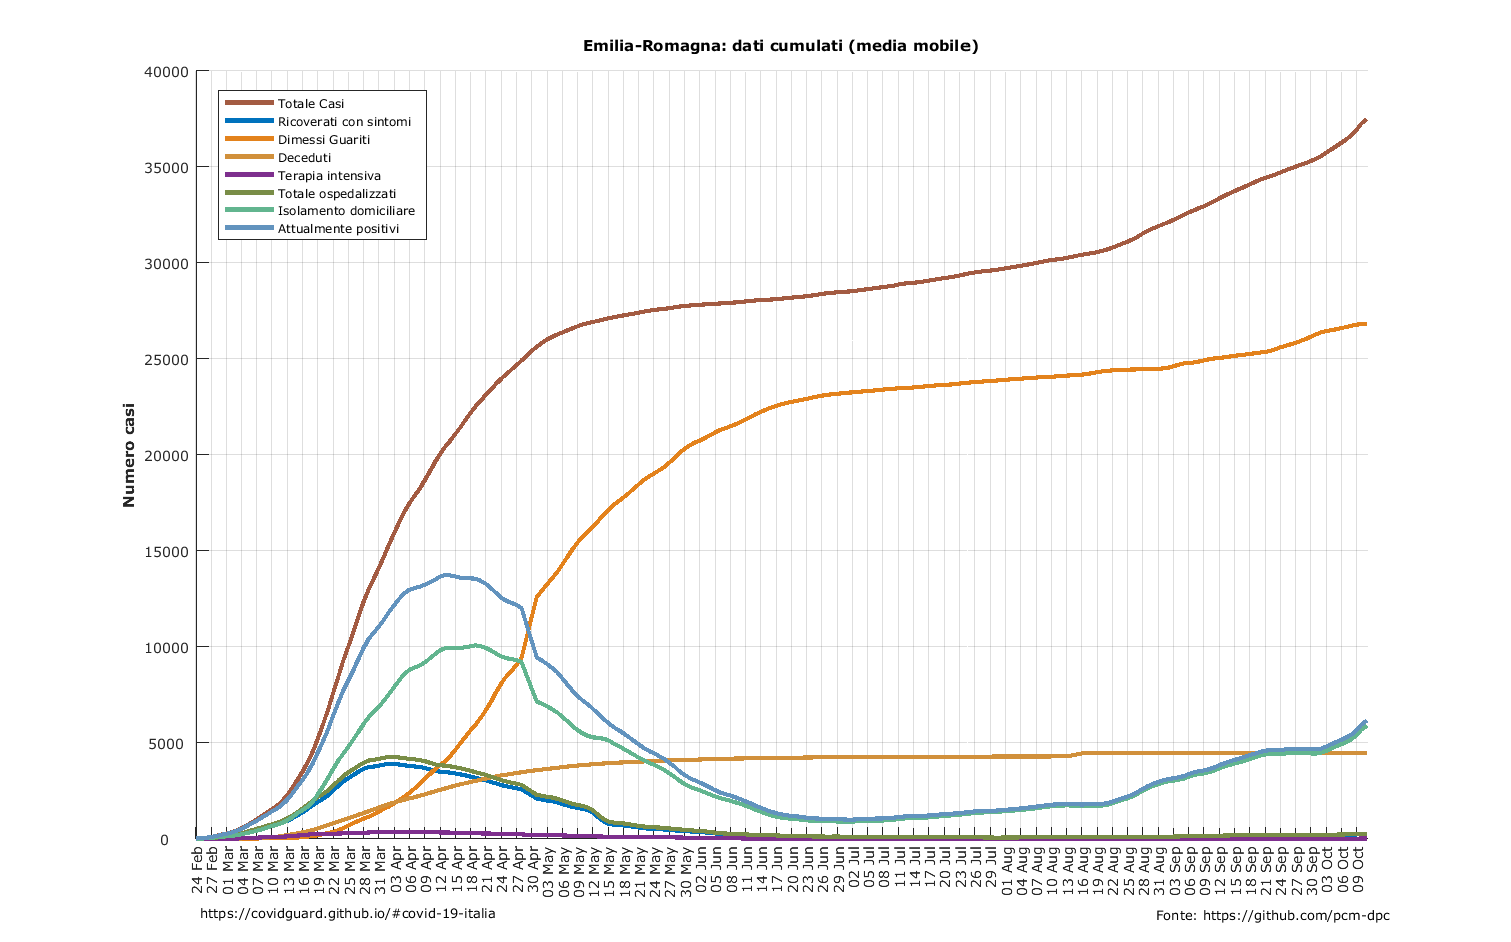 Emilia-Romagna: dati cumulati (media mobile)
40000
35000
30000
25000
20000
15000
10000
5000
0
Numero casi
Totale Casi
Ricoverati con sintomi
Dimessi Guariti
Deceduti
Terapia intensiva
Totale ospedalizzati
Isolamento domiciliare
Attualmente positivi
24 Feb
27 Feb
01 Mar
04 Mar
07 Mar
10 Mar
13 Mar
16 Mar
19 Mar
22 Mar
25 Mar
28 Mar
31 Mar
03 Apr
06 Apr
09 Apr
12 Apr
15 Apr
18 Apr
21 Apr
24 Apr
27 Apr
30 Apr
03 May
06 May
09 May
12 May
15 May
18 May
21 May
24 May
27 May
30 May
02 Jun
05 Jun
08 Jun
11 Jun
14 Jun
17 Jun
20 Jun
23 Jun
26 Jun
29 Jun
02 Jul
05 Jul
08 Jul
11 Jul
14 Jul
17 Jul
20 Jul
23 Jul
26 Jul
29 Jul
01 Aug
04 Aug
07 Aug
10 Aug
13 Aug
16 Aug
19 Aug
22 Aug
25 Aug
28 Aug
31 Aug
03 Sep
06 Sep
09 Sep
12 Sep
15 Sep
18 Sep
21 Sep
24 Sep
27 Sep
30 Sep
03 Oct
06 Oct
09 Oct
https://covidguard.github.io/#covid-19-italia
Fonte: https://github.com/pcm-dpc